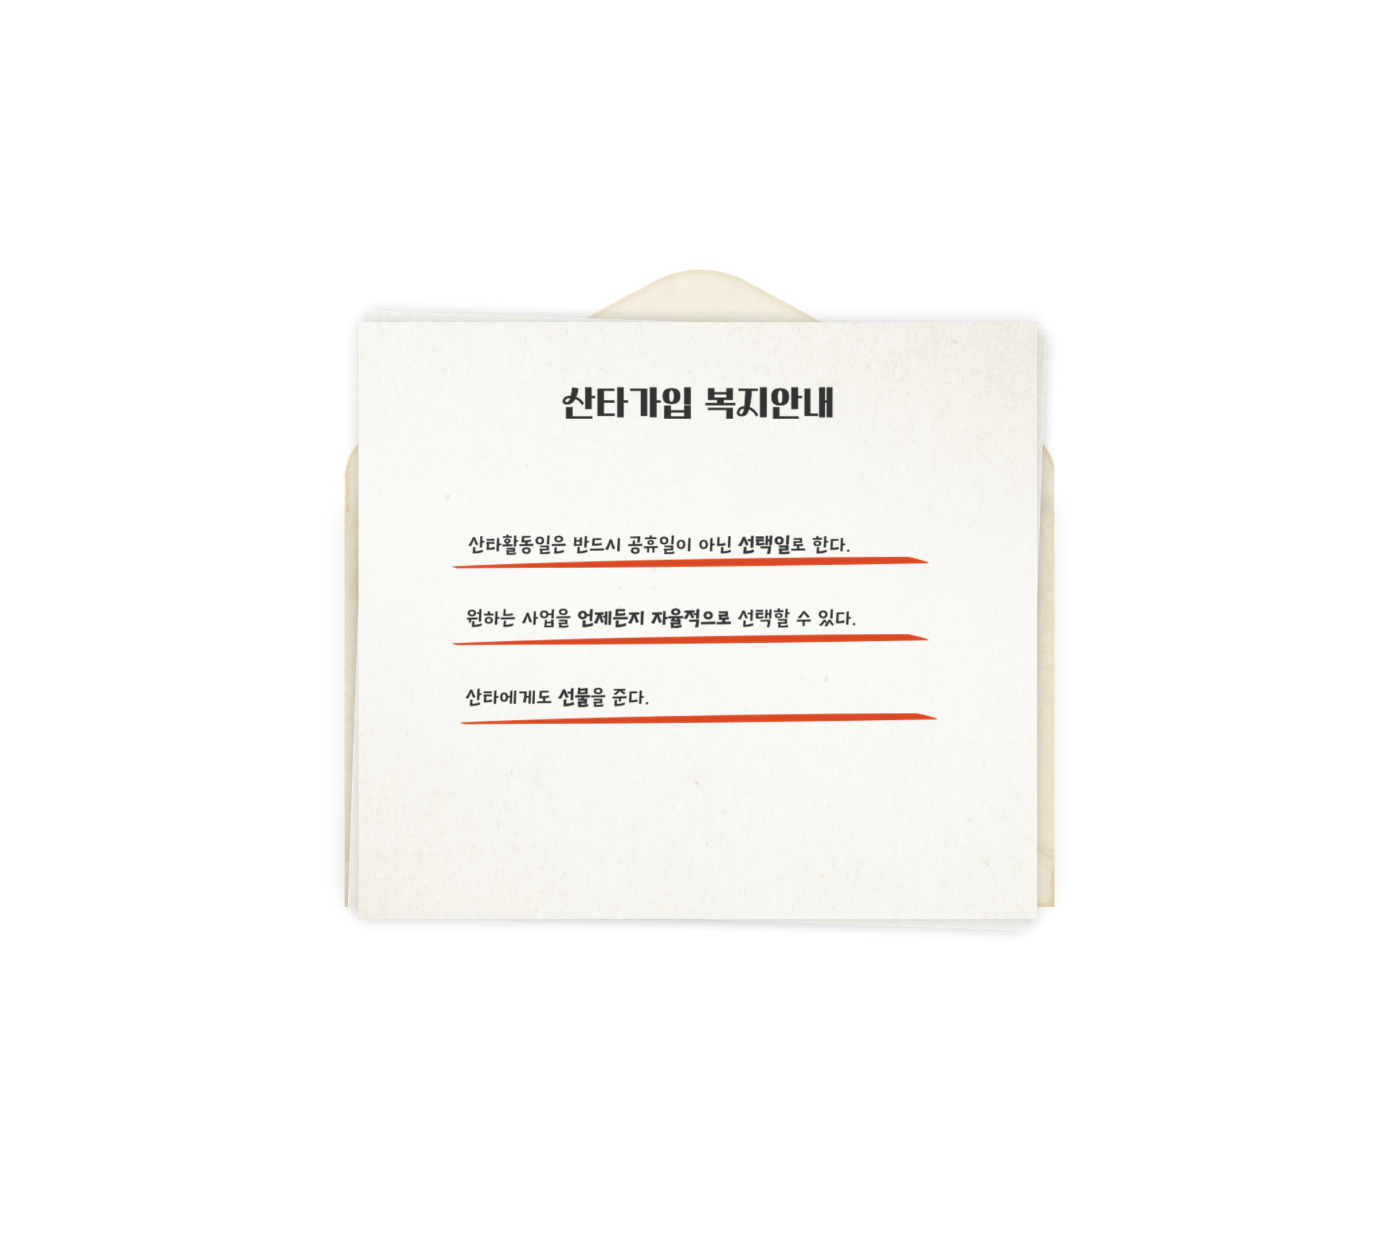 산타가입 복지안내
산타활동일은 반드시 공휴일이 아닌 선택일로 한다.
원하는 사업을 언제든지 자율적으로 선택할 수 있다.
산타에게도 선물을 준다.